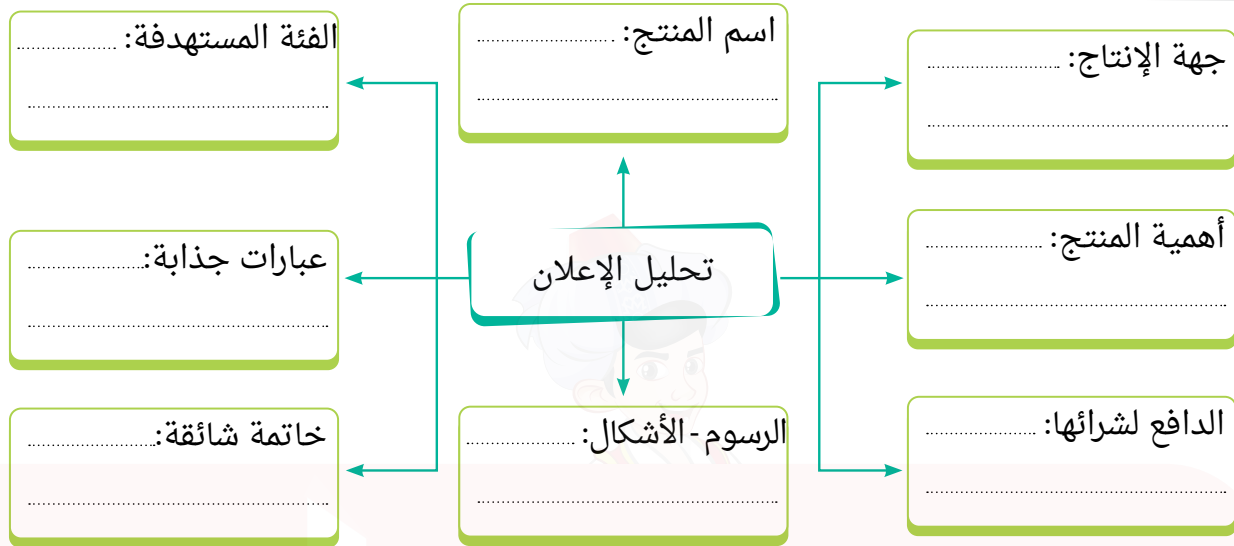 جهة الإنتاج:
اسم المنتج:
الفئة المستهدفة:
أهمية المنتج:
تحليل الإعلان
عبارات جذابة:
الدافع لشرائها:
الرسوم - الأشكال:
خاتمة شائقة: